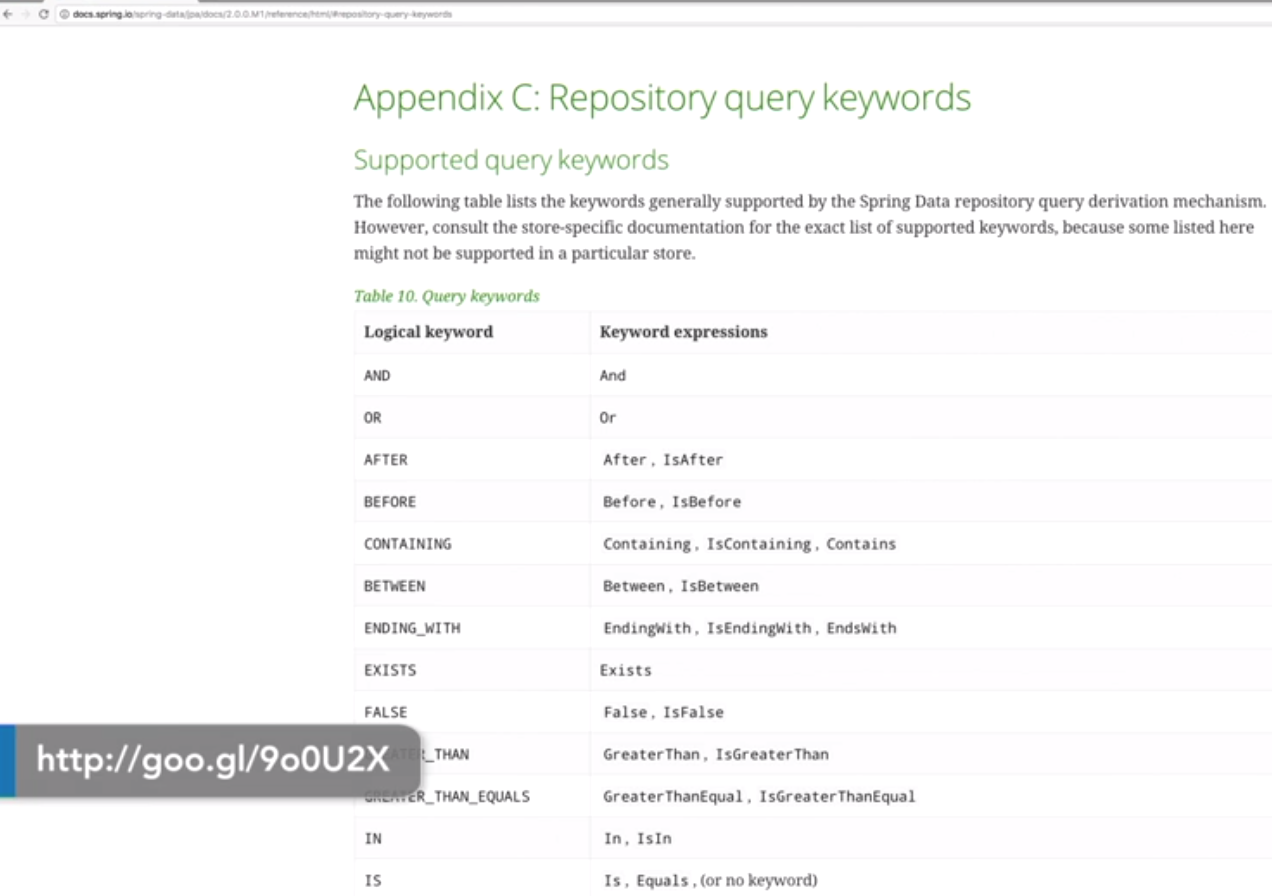 docs.spring.io/spring-data/jpa/docs/2.0.0.M1/reference/html/#repository-query-keywords
Appendix C: Repository query keywords
Supported query keywords
The following table lists the keywords generally supported by the Spring Data repository query derivation mechanism.
However, consult the store-specific documentation for the exact list of supported keywords, because some listed here
might not be supported in a particular store.
Table 10. Query keywords
Logical keyword Keyword expressions
AND And
OR Or
AFTER After, IsAfter
BEFORE Before, IsBefore
CONTAINING Containing, IsContaining, Contains
BETWEEN Between, IsBetween
ENDING_WITH EndingWith, IsEndingWith, EndsWith
EXISTS Exists
FALSE False, IsFalse
http://goo.gl/9o0U2X
GREATER_THAN GreaterThan, IsGreaterThan
GREATER_THAN_EQUALS GreaterThanEqual, IsGreaterThanEqual
IN In, IsIn
IS Is, Equals, (or no keyword)